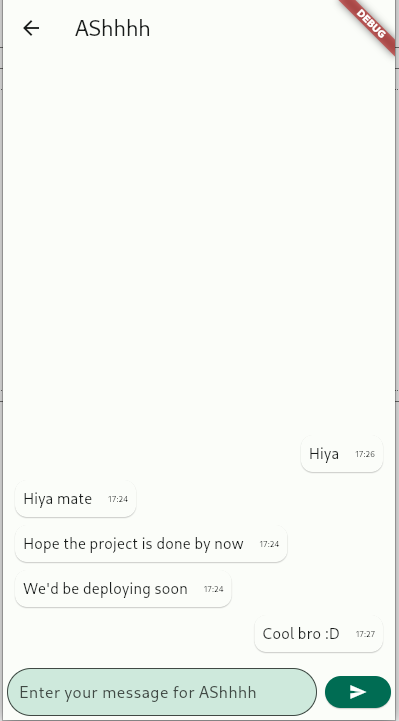 AShhhh
DEBUG
Hiya 17:26
Hiya mate 17:24
Hope the project is done by now 17:24
We'd be deploying soon 17:24
Cool bro :D 17:27
Enter your message for AShhhh